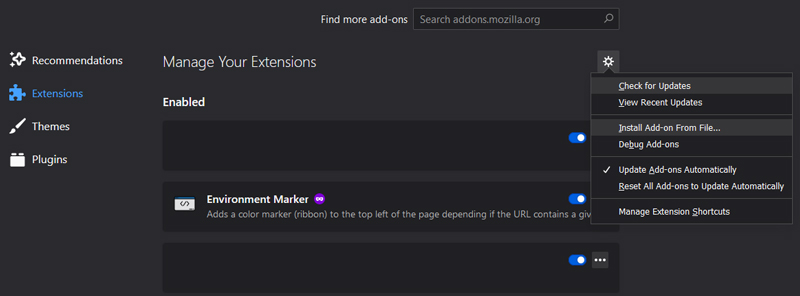 Find more add-ons
Search addons.mozilla.org
Recommendations
Extensions
Themes
Plugins
Manage Your Extensions
Enabled
Environment Marker
Adds a color marker (ribbon) to the top left of the page depending if the URL contains a giv
Check for Updates
View Recent Updates
Install Add-on From File...
Debug Add-ons
Update Add-ons Automatically
Reset All Add-ons to Update Automatically
Manage Extension Shortcuts